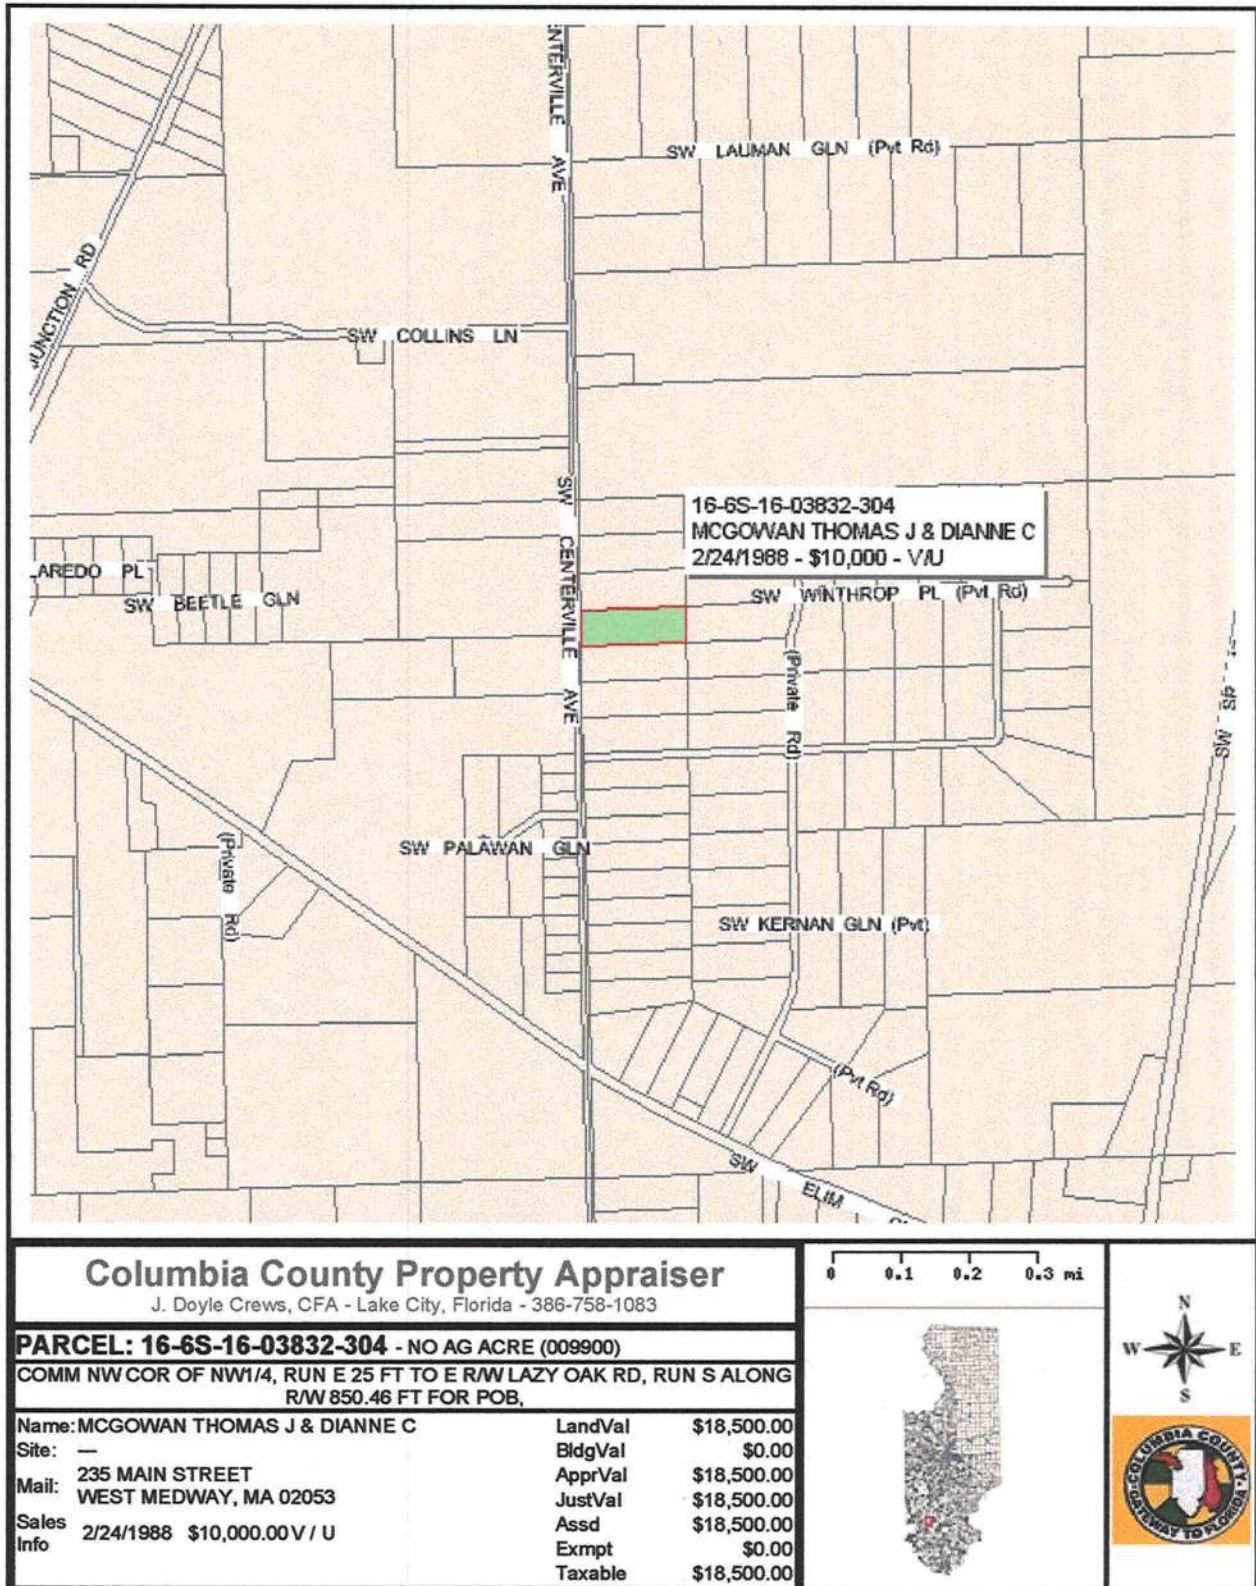 ENTERVILLE AVE
SW LAUMAN GLN (Pvt Rd)
JUNCTION RD
SW COLLINS LN
SW CENTERVILLE AVE
16-6S-16-03832-304
MCGOWAN THOMAS J & DIANNE C
2/24/1988 - $10,000 - V/U
AREDO PL
SW BEETLE GLN
SW WINTHROP PL (Pvt Rd)
(Private Rd)
SW PALAWAN GLN
(Private Rd)
SW KERNAN GLN (Pvt)
(Pvt Rd)
SW ELIM
Columbia County Property Appraiser
J. Doyle Crews, CFA - Lake City, Florida - 386-758-1083
PARCEL: 16-6S-16-03832-304 - NO AG ACRE (009900)
COMM NW COR OF NW1/4, RUN E 25 FT TO E R/W LAZY OAK RD, RUN S ALONG
R/W 850.46 FT FOR POB,
Name: MCGOWAN THOMAS J & DIANNE C
Site: —
Mail: 235 MAIN STREET
WEST MEDWAY, MA 02053
Sales Info 2/24/1988 $10,000.00 V / U
LandVal $18,500.00
BldgVal $0.00
ApprVal $18,500.00
JustVal $18,500.00
Assd $18,500.00
Exmpt $0.00
Taxable $18,500.00
0 0.1 0.2 0.3 mi
N
W E
S
COLUMBIA COUNTY
GATEWAY TO FLORIDA